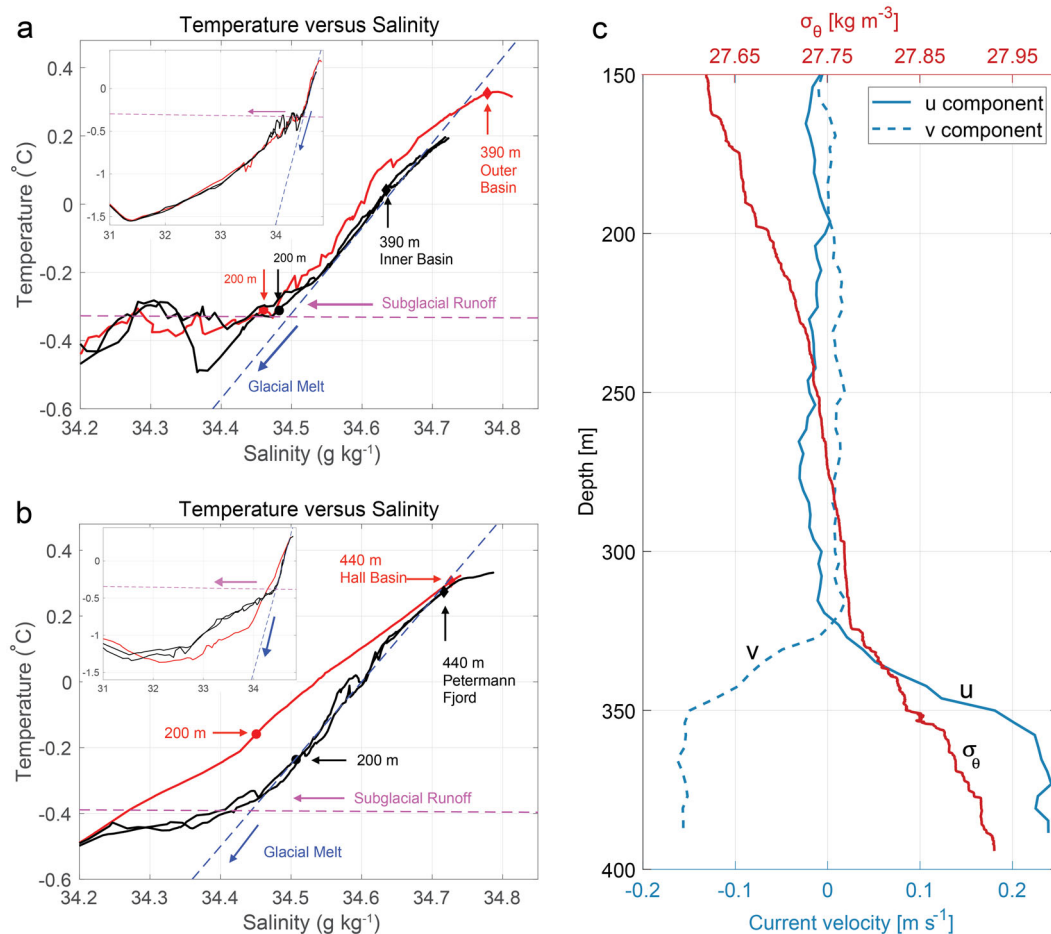 a
Temperature versus Salinity
0.4
0.2
0
-0.2
-0.4
-0.6
Temperature (°C)
0
-0.5
-1
-1.5
31
32
33
34
390 m
Outer
Basin
390 m
Inner Basin
200 m
200 m
Subglacial Runoff
Glacial Melt
34.2
34.3
34.4
34.5
34.6
34.7
34.8
Salinity (g kg⁻¹)
b
Temperature versus Salinity
0.4
0.2
0
-0.2
-0.4
-0.6
Temperature (°C)
0
-0.5
-1
-1.5
31
32
33
34
440 m
Hall Basin
440 m
Petermann
Fjord
200 m
200 m
Subglacial Runoff
Glacial Melt
34.2
34.3
34.4
34.5
34.6
34.7
34.8
Salinity (g kg⁻¹)
c
σθ [kg m⁻³]
27.65
27.75
27.85
27.95
u component
v component
150
200
250
300
350
400
Depth [m]
v
u
σθ
-0.2
-0.1
0
0.1
0.2
Current velocity [m s⁻¹]